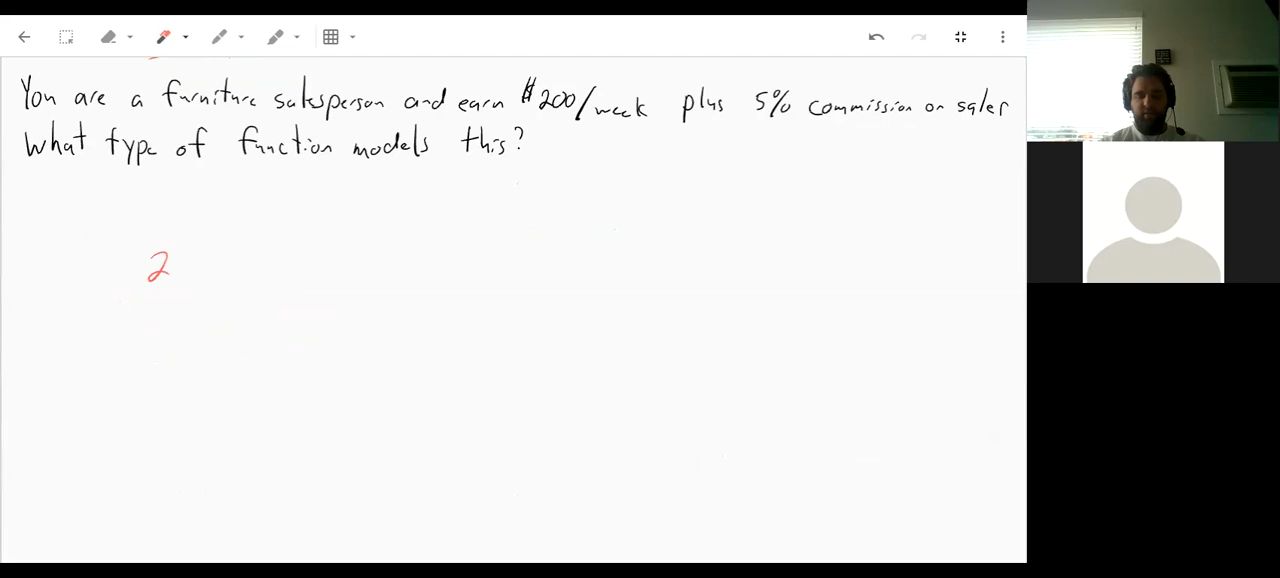 You are a furniture salesperson and earn $200/week plus 5% commission on sales
What type of function models this?
2